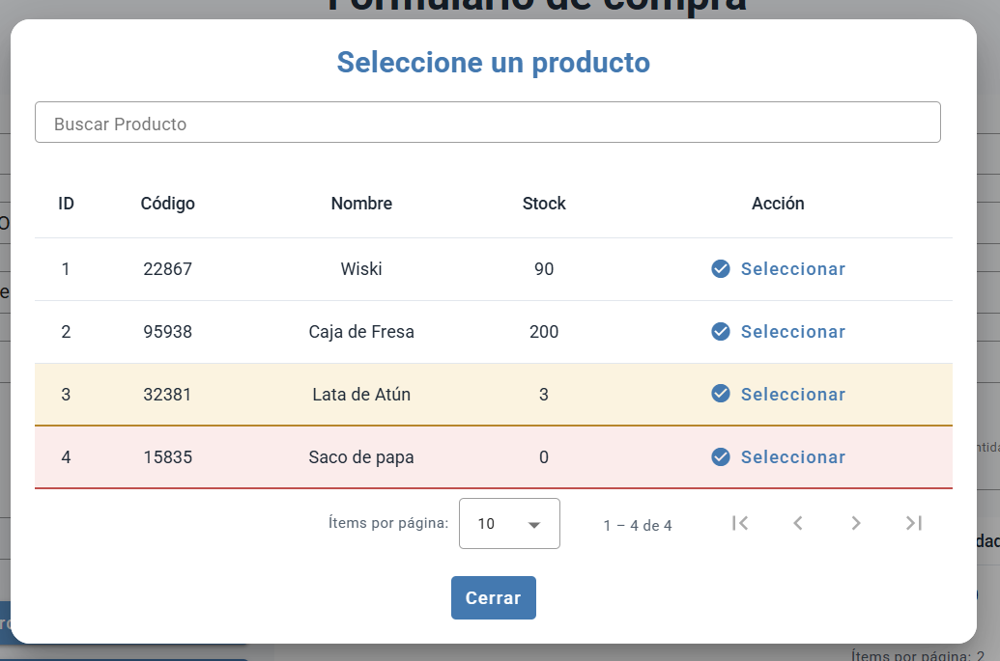 Formulario de compra
Seleccione un producto
Buscar Producto
ID Código Nombre Stock Acción
1 22867 Wiski 90 Seleccionar
2 95938 Caja de Fresa 200 Seleccionar
3 32381 Lata de Atún 3 Seleccionar
4 15835 Saco de papa 0 Seleccionar
Ítems por página: 10 1 – 4 de 4
Cerrar
Ítems por página: 2